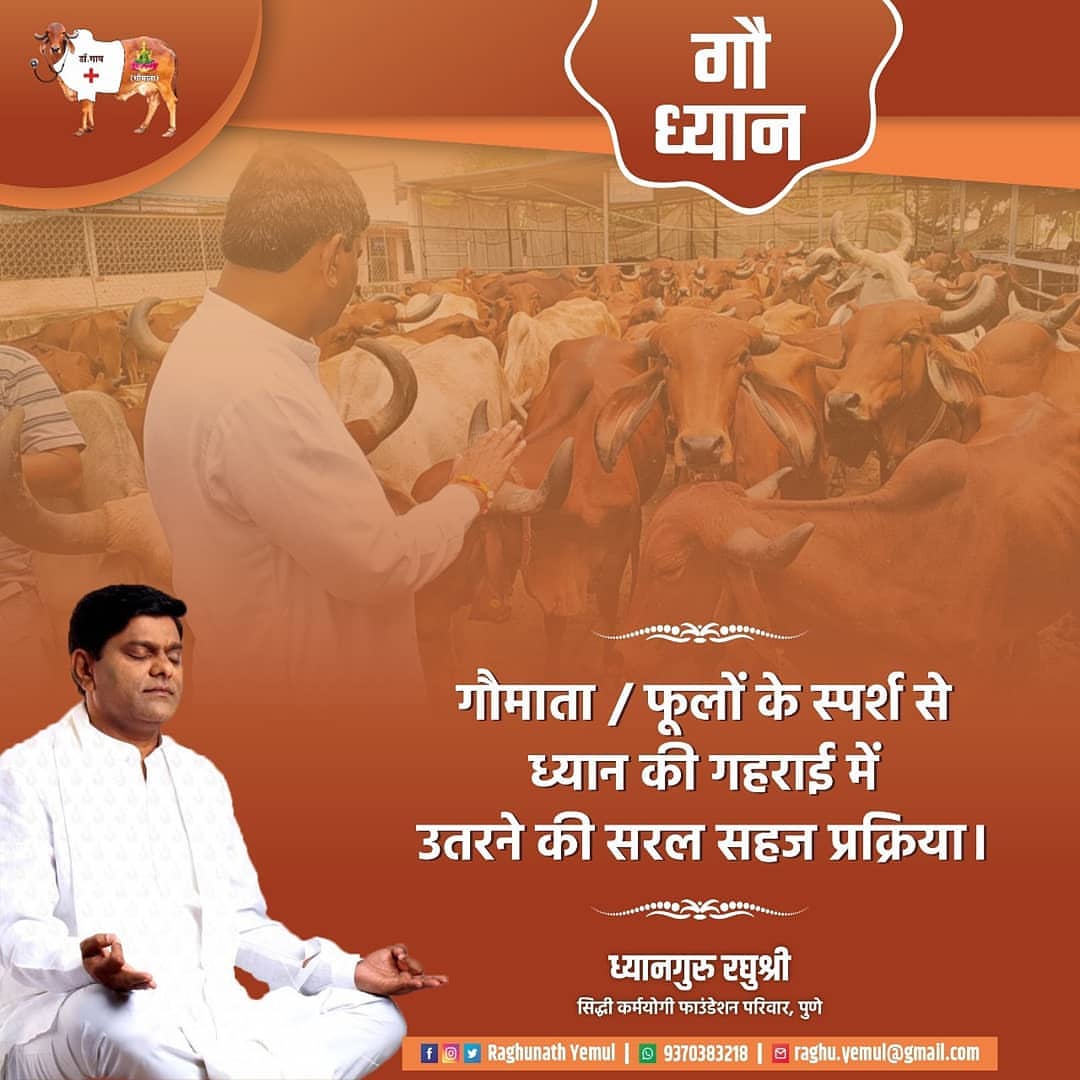 डॉ.गाय
(गौमाता)
गौ
ध्यान
गौमाता / फूलों के स्पर्श से
ध्यान की गहराई में
उतरने की सरल सहज प्रक्रिया।
ध्यानगुरु रघुश्री
सिद्धी कर्मयोगी फाउंडेशन परिवार, पुणे
Raghunath Yemul | 9370383218 | raghu.yemul@gmail.com